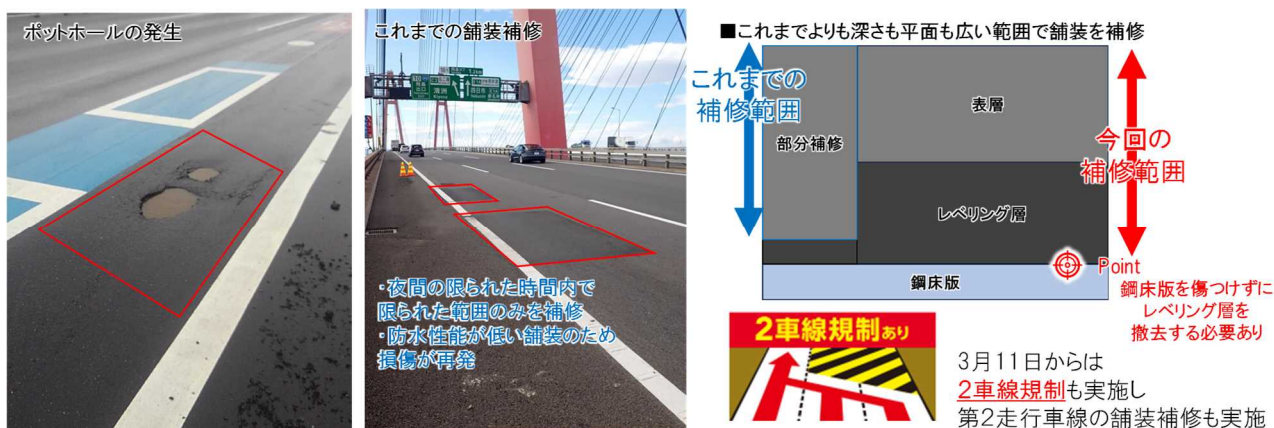 ポットホールの発生
これまでの舗装補修
清洲
四日市
・夜間の限られた時間内で
限られた範囲のみを補修
・防水性能が低い舗装のため
損傷が再発
■これまでよりも深さも平面も広い範囲で舗装を補修
これまでの
補修範囲
部分補修
表層
レベリング層
鋼床版
今回の
補修範囲
Point
鋼床版を傷つけずに
レベリング層を
撤去する必要あり
2車線規制あり
3月11日からは
2車線規制も実施し
第2走行車線の舗装補修も実施